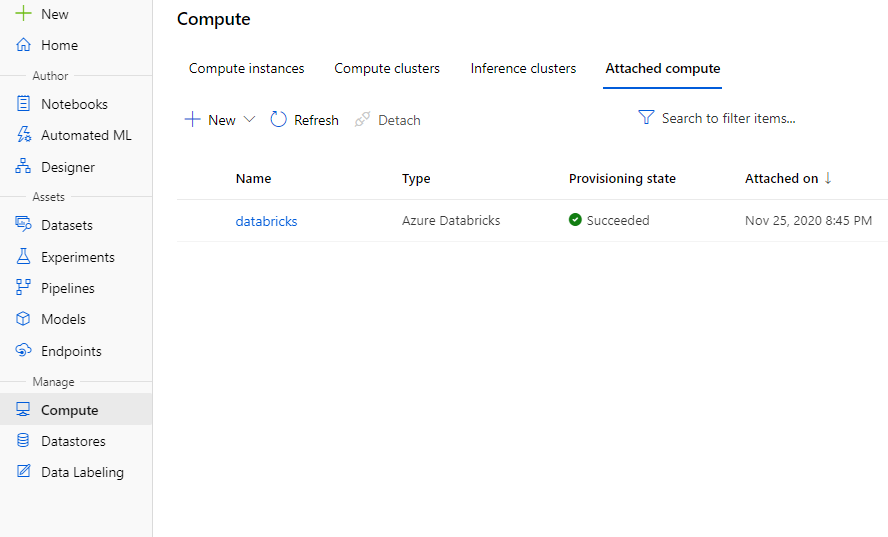 New
Home
Author
Notebooks
Automated ML
Designer
Assets
Datasets
Experiments
Pipelines
Models
Endpoints
Manage
Compute
Datastores
Data Labeling
Compute
Compute instances Compute clusters Inference clusters Attached compute
New Refresh Detach Search to filter items...
Name Type Provisioning state Attached on ↓
databricks Azure Databricks Succeeded Nov 25, 2020 8:45 PM